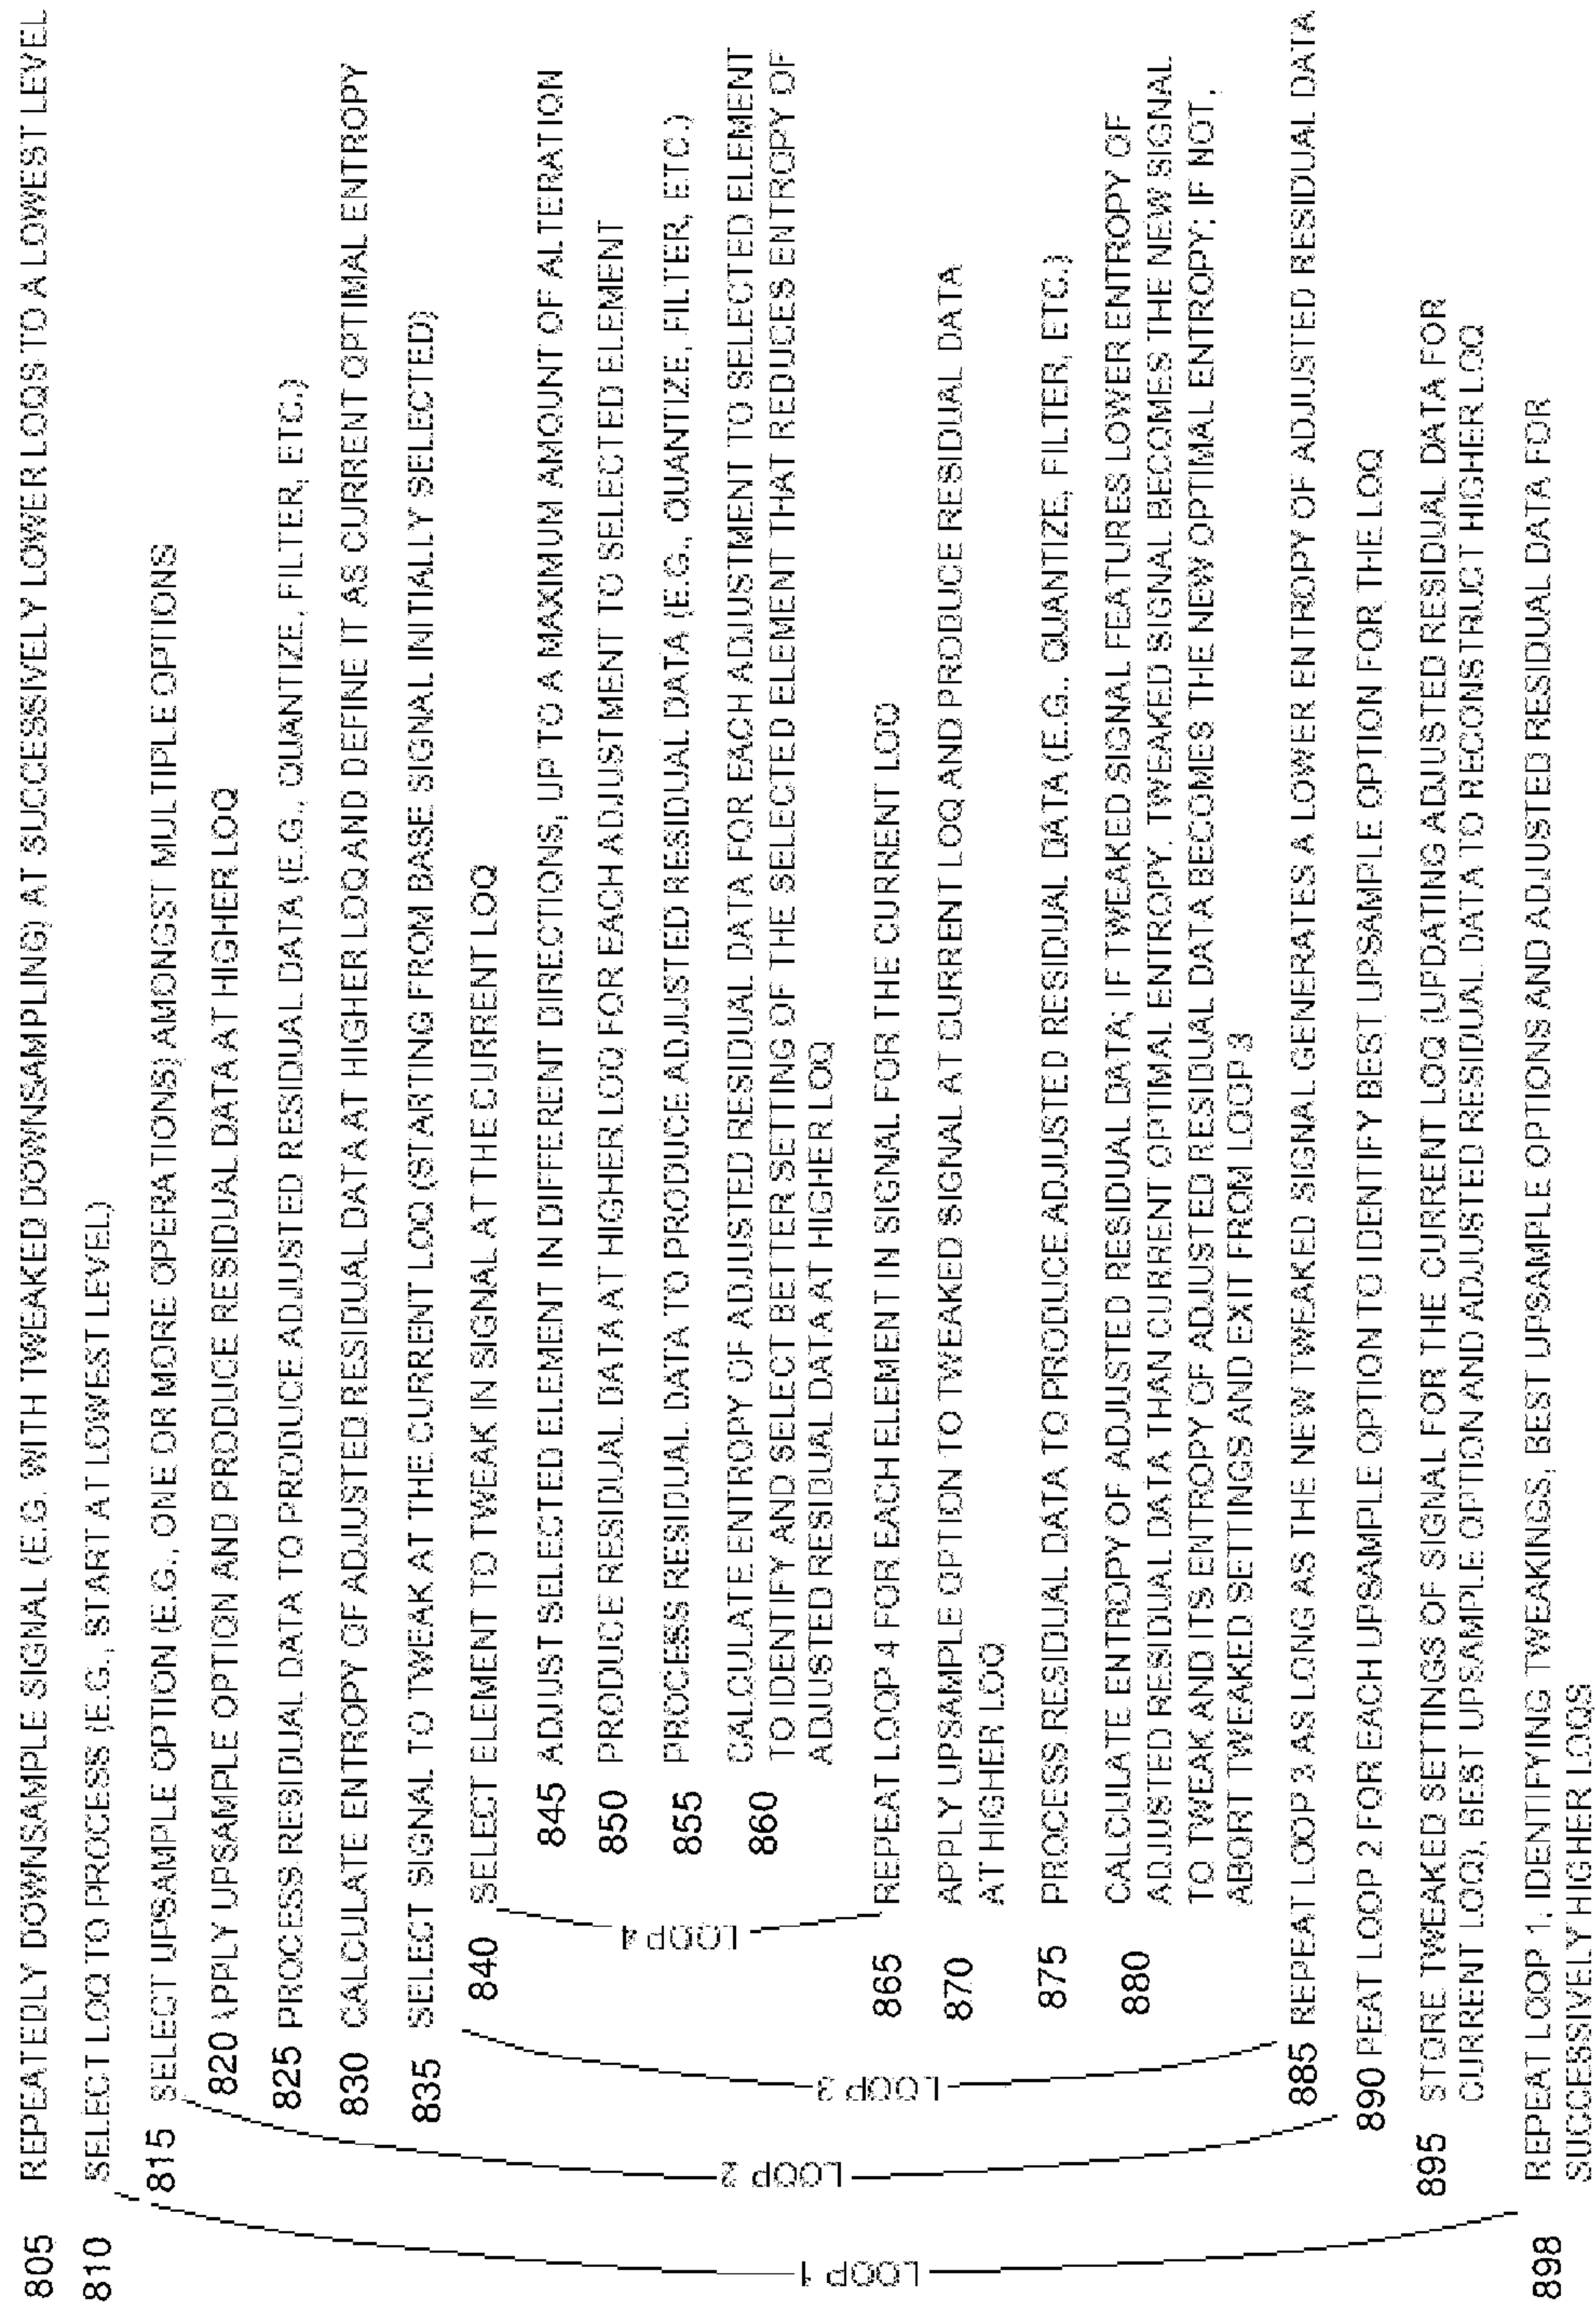 805 REPEATEDLY DOWNSAMPLE SIGNAL (E.G. WITH TWEAKED DOWNSAMPLING) AT SUCCESSIVELY LOWER LOQS TO A LOWEST LEVEL
810 SELECT LOQ TO PROCESS (E.G., START AT LOWEST LEVEL)
815 SELECT UPSAMPLE OPTION (E.G., ONE OR MORE OPERATIONS) AMONGST MULTIPLE OPTIONS
820 APPLY UPSAMPLE OPTION AND PRODUCE RESIDUAL DATA AT HIGHER LOQ
825 PROCESS RESIDUAL DATA TO PRODUCE ADJUSTED RESIDUAL DATA (E.G., QUANTIZE, FILTER, ETC.)
830 CALCULATE ENTROPY OF ADJUSTED RESIDUAL DATA AT HIGHER LOQ AND DEFINE IT AS CURRENT OPTIMAL ENTROPY
835 SELECT SIGNAL TO TWEAK AT THE CURRENT LOQ (STARTING FROM BASE SIGNAL INITIALLY SELECTED)
840 SELECT ELEMENT TO TWEAK IN SIGNAL AT THE CURRENT LOQ
845 ADJUST SELECTED ELEMENT IN DIFFERENT DIRECTIONS, UP TO A MAXIMUM AMOUNT OF ALTERATION
850 PRODUCE RESIDUAL DATA AT HIGHER LOQ FOR EACH ADJUSTMENT TO SELECTED ELEMENT
855 PROCESS RESIDUAL DATA TO PRODUCE ADJUSTED RESIDUAL DATA (E.G., QUANTIZE, FILTER, ETC.)
860 CALCULATE ENTROPY OF ADJUSTED RESIDUAL DATA FOR EACH ADJUSTMENT TO SELECTED ELEMENT
TO IDENTIFY AND SELECT BETTER SETTING OF THE SELECTED ELEMENT THAT REDUCES ENTROPY OF
ADJUSTED RESIDUAL DATA AT HIGHER LOQ
LOOP 4
865 REPEAT LOOP 4 FOR EACH ELEMENT IN SIGNAL FOR THE CURRENT LOQ
870 APPLY UPSAMPLE OPTION TO TWEAKED SIGNAL AT CURRENT LOQ AND PRODUCE RESIDUAL DATA
AT HIGHER LOQ
875 PROCESS RESIDUAL DATA TO PRODUCE ADJUSTED RESIDUAL DATA (E.G., QUANTIZE, FILTER, ETC.)
880 CALCULATE ENTROPY OF ADJUSTED RESIDUAL DATA; IF TWEAKED SIGNAL FEATURES LOWER ENTROPY OF
ADJUSTED RESIDUAL DATA THAN CURRENT OPTIMAL ENTROPY, TWEAKED SIGNAL BECOMES THE NEW SIGNAL
TO TWEAK AND ITS ENTROPY OF ADJUSTED RESIDUAL DATA BECOMES THE NEW OPTIMAL ENTROPY; IF NOT,
ABORT TWEAKED SETTINGS AND EXIT FROM LOOP 3
LOOP 3
885 REPEAT LOOP 3 AS LONG AS THE NEW TWEAKED SIGNAL GENERATES A LOWER ENTROPY OF ADJUSTED RESIDUAL DATA
LOOP 2
890 PEAT LOOP 2 FOR EACH UPSAMPLE OPTION TO IDENTIFY BEST UPSAMPLE OPTION FOR THE LOQ
895 STORE TWEAKED SETTINGS OF SIGNAL FOR THE CURRENT LOQ (UPDATING ADJUSTED RESIDUAL DATA FOR
CURRENT LOQ), BEST UPSAMPLE OPTION AND ADJUSTED RESIDUAL DATA TO RECONSTRUCT HIGHER LOQ
LOOP 1
898 REPEAT LOOP 1, IDENTIFYING TWEAKINGS, BEST UPSAMPLE OPTIONS AND ADJUSTED RESIDUAL DATA FOR
SUCCESSIVELY HIGHER LOQS